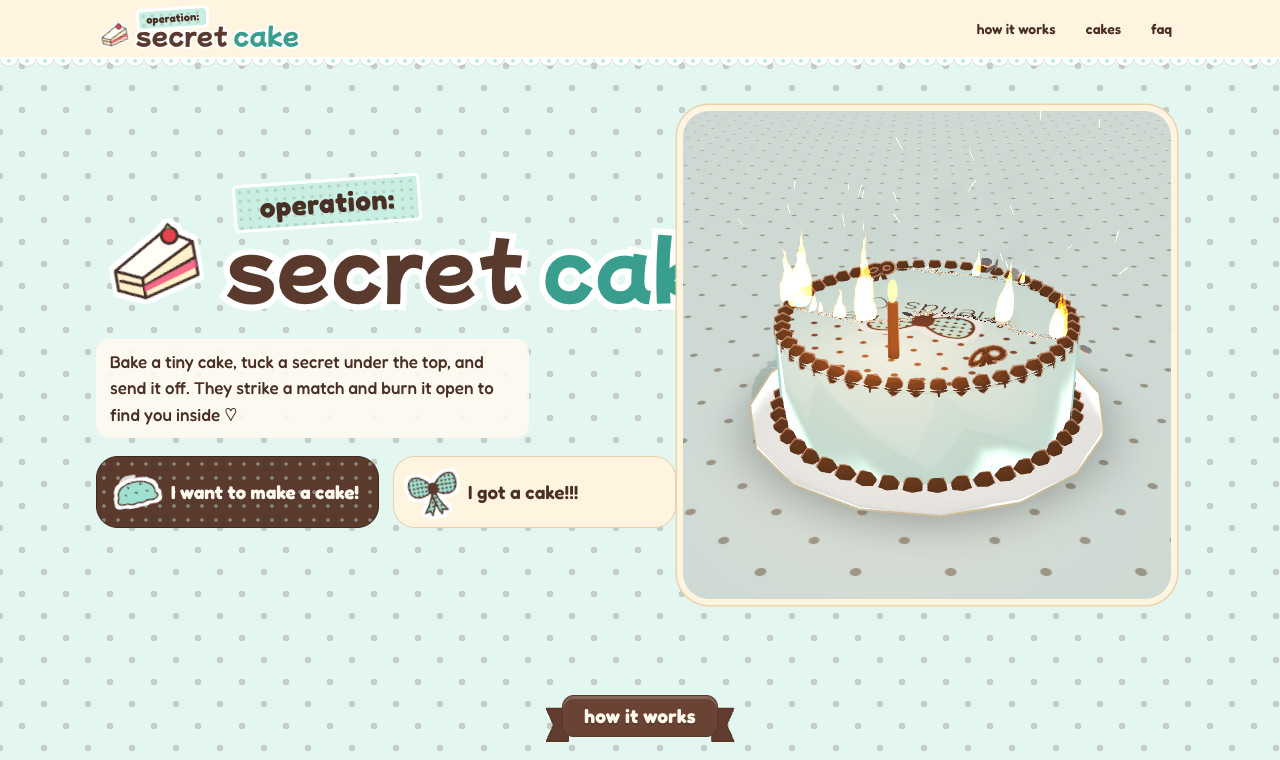 operation:
secret cake
how it works
cakes
faq
operation:
secret cak
Bake a tiny cake, tuck a secret under the top, and
send it off. They strike a match and burn it open to
find you inside ♡
I want to make a cake!
I got a cake!!!
how it works